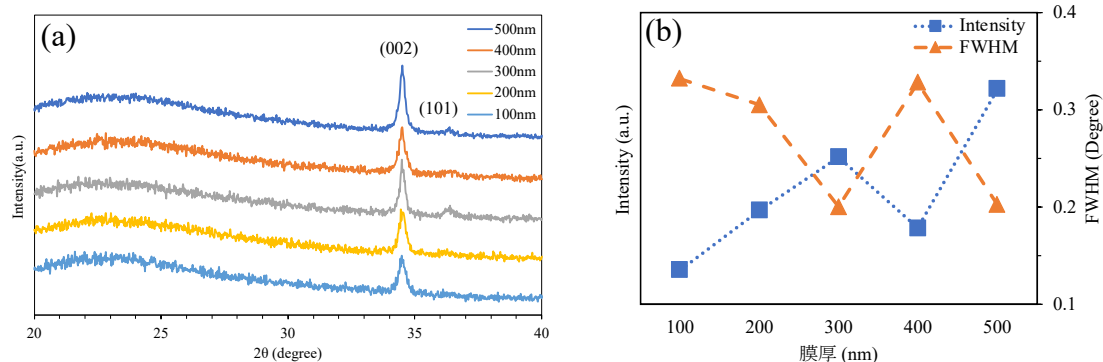 (a)
500nm
400nm
300nm
200nm
100nm
(002)
(101)
Intensity(a.u.)
20
25
30
35
40
2θ (degree)
(b)
Intensity
FWHM
Intensity (a.u.)
0.4
0.3
0.2
0.1
FWHM (Degree)
100
200
300
400
500
膜厚 (nm)